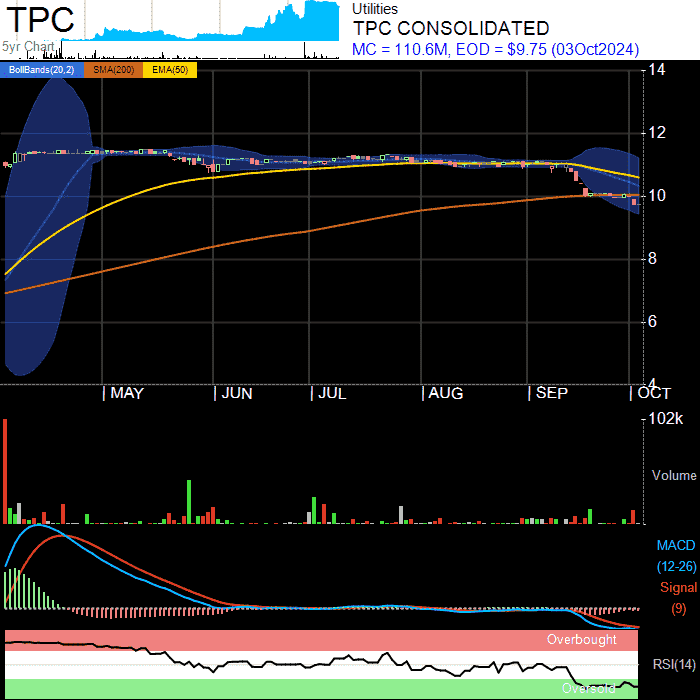 TPC
5yr Chart
Utilities
TPC CONSOLIDATED
MC = 110.6M, EOD = $9.75 (03Oct2024)
BollBands(20,2) SMA(200) EMA(50)
14
12
10
8
6
4
MAY JUN JUL AUG SEP OCT
102k
Volume
MACD
(12-26)
Signal
(9)
Overbought
RSI(14)
Oversold